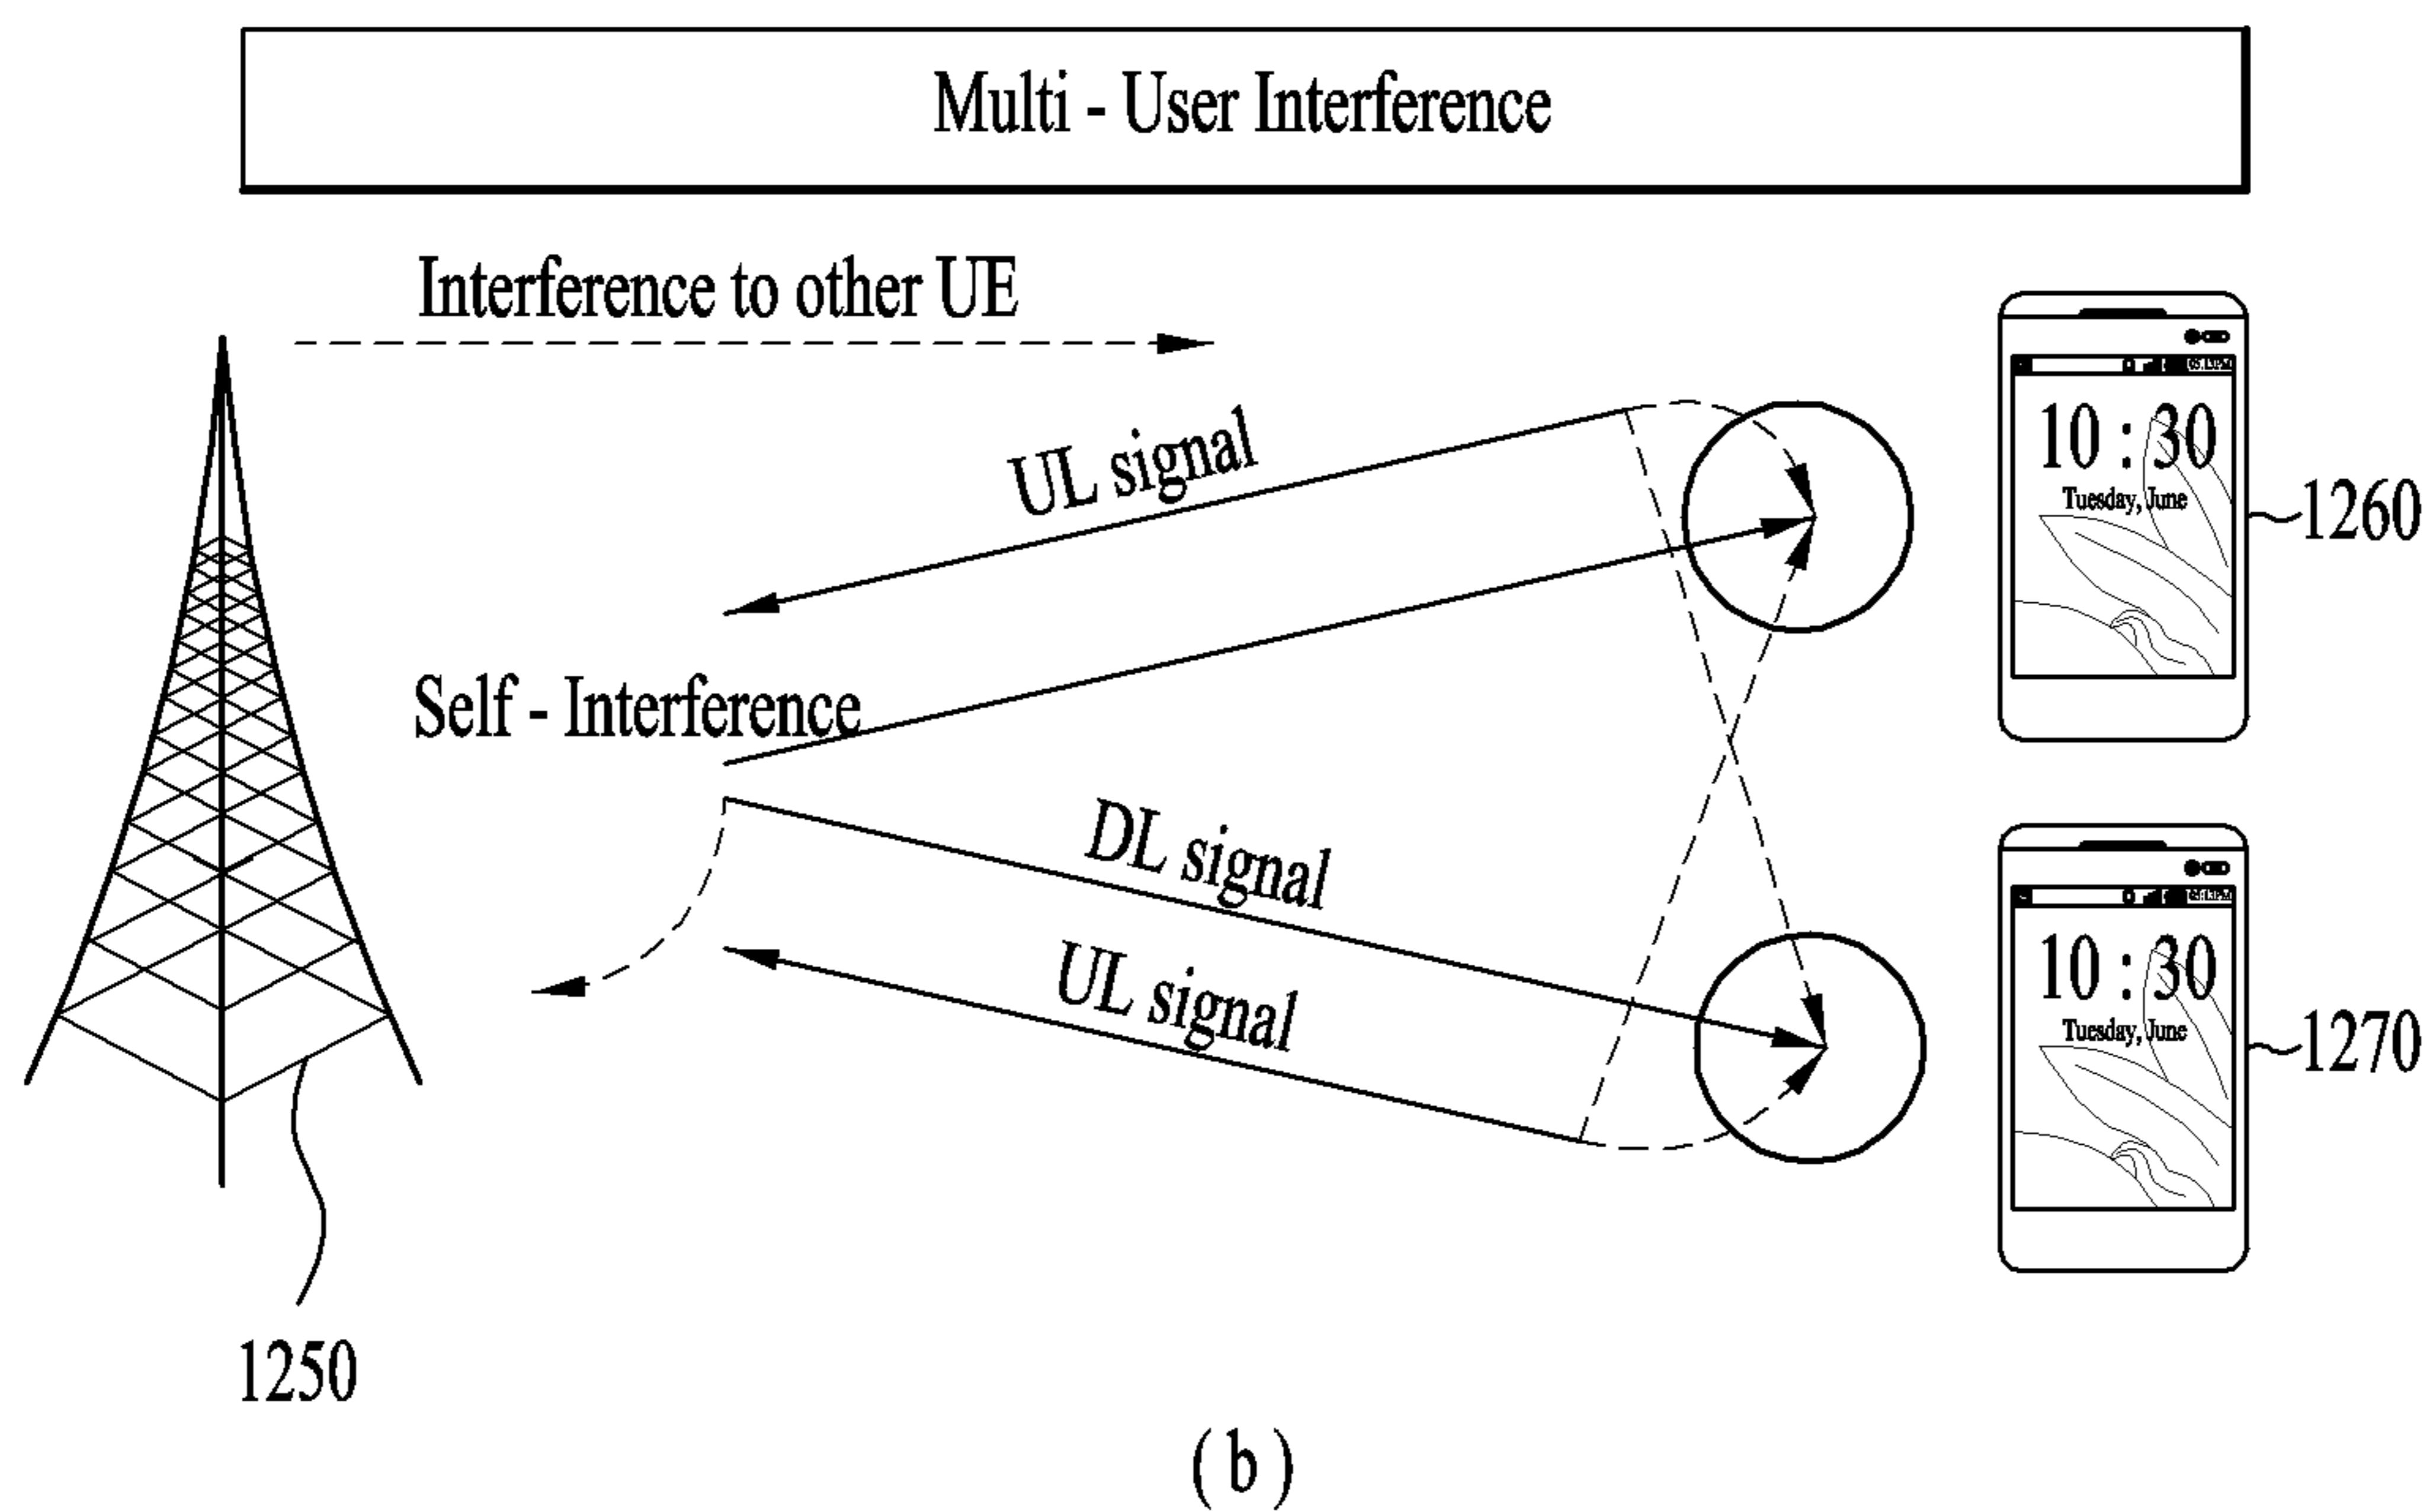 Multi - User Interference
Interference to other UE
UL signal
10 : 30
Tuesday, June
1260
Self - Interference
DL signal
UL signal
10 : 30
Tuesday, June
1270
1250
( b )